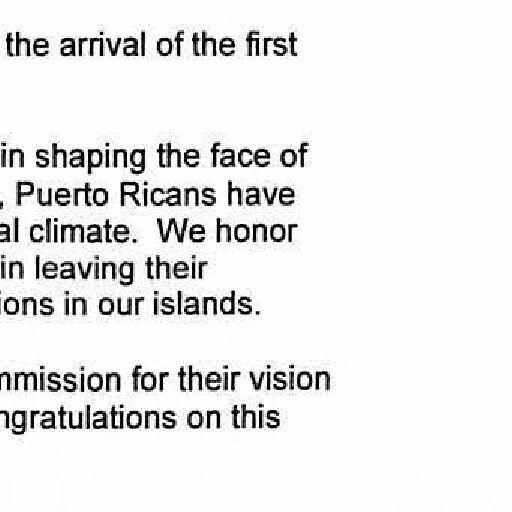 the arrival of the first
in shaping the face of
, Puerto Ricans have
al climate. We honor
in leaving their
ions in our islands.
mmission for their vision
ngratulations on this